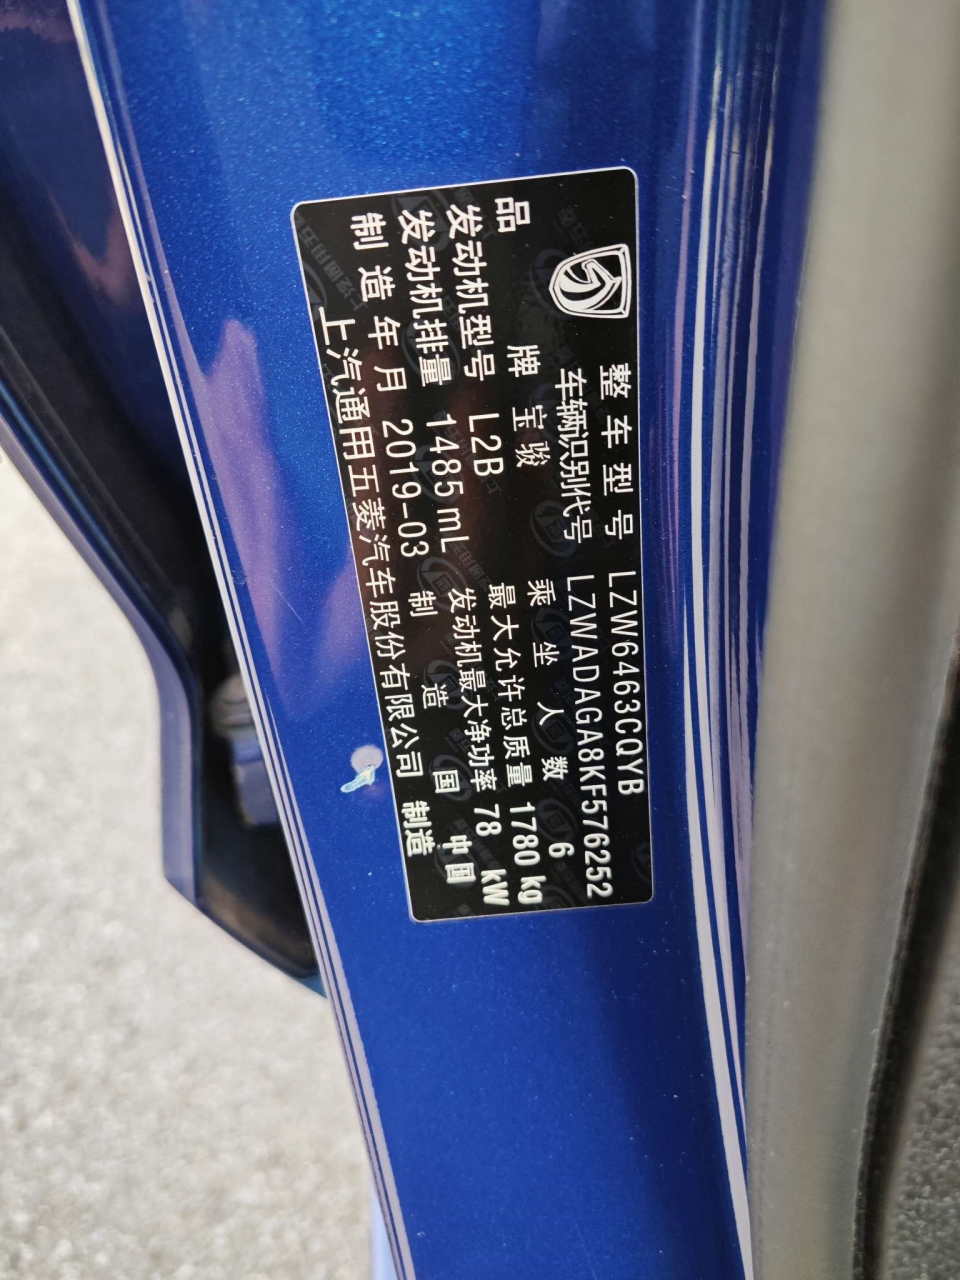 整车型号 LZW6463CQYB
车辆识别代号 LZWADAGA8KF576252
品牌 宝骏 乘坐人数 6
发动机型号 L2B 最大允许总质量 1780 kg
发动机排量 1485 mL 发动机最大净功率 78 kW
制造年月 2019-03 制造国 中国
上汽通用五菱汽车股份有限公司 制造